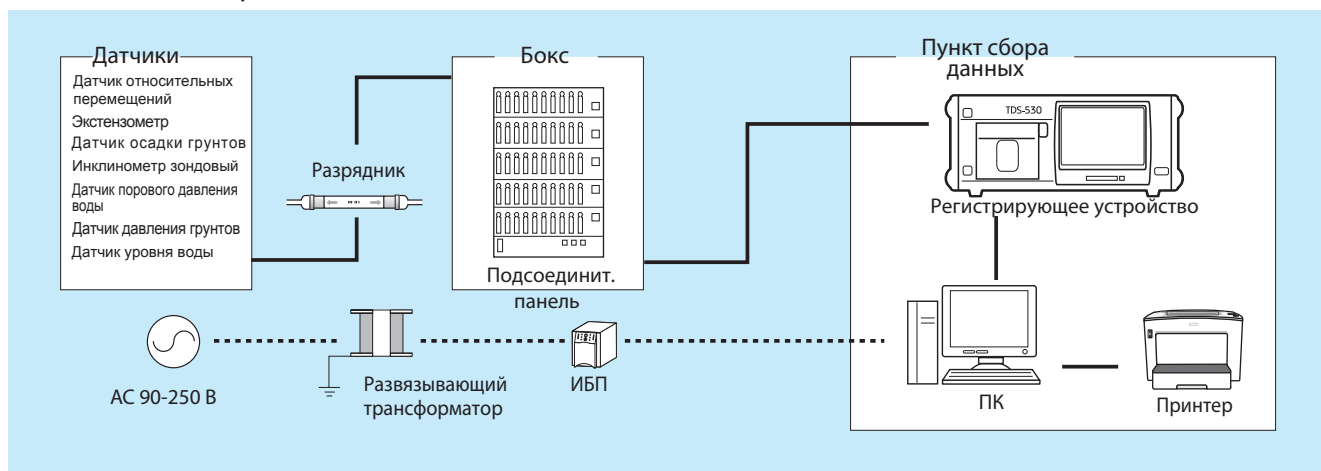 Датчики
Датчик относительных
перемещений
Экстензометр
Датчик осадки грунтов
Инклинометр зондовый
Датчик порового давления
воды
Датчик давления грунтов
Датчик уровня воды
Разрядник
Бокс
Подсоединит.
панель
Пункт сбора
данных
TDS-530
Регистрирующее устройство
AC 90-250 В
Развязывающий
трансформатор
ИБП
ПК
Принтер